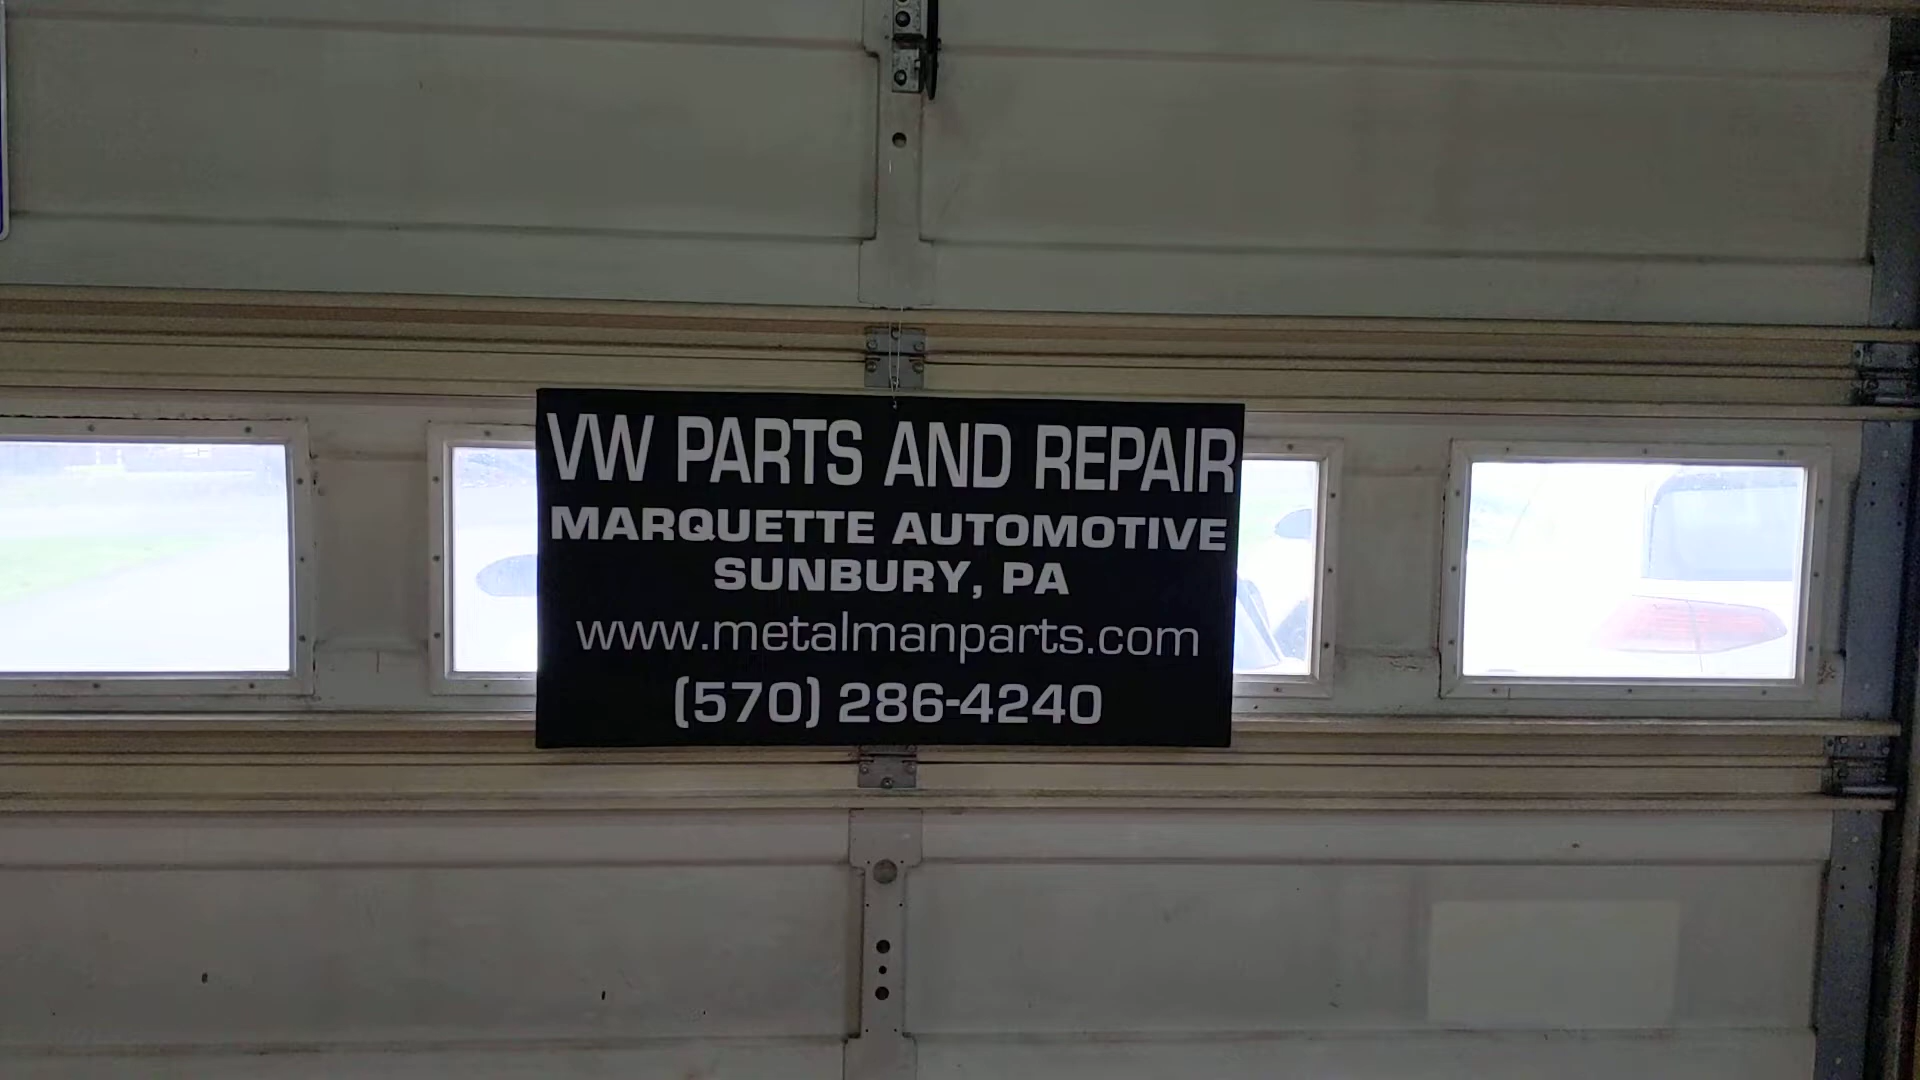 VW PARTS AND REPAIR
MARQUETTE AUTOMOTIVE
SUNBURY, PA
www.metalmanparts.com
(570) 286-4240